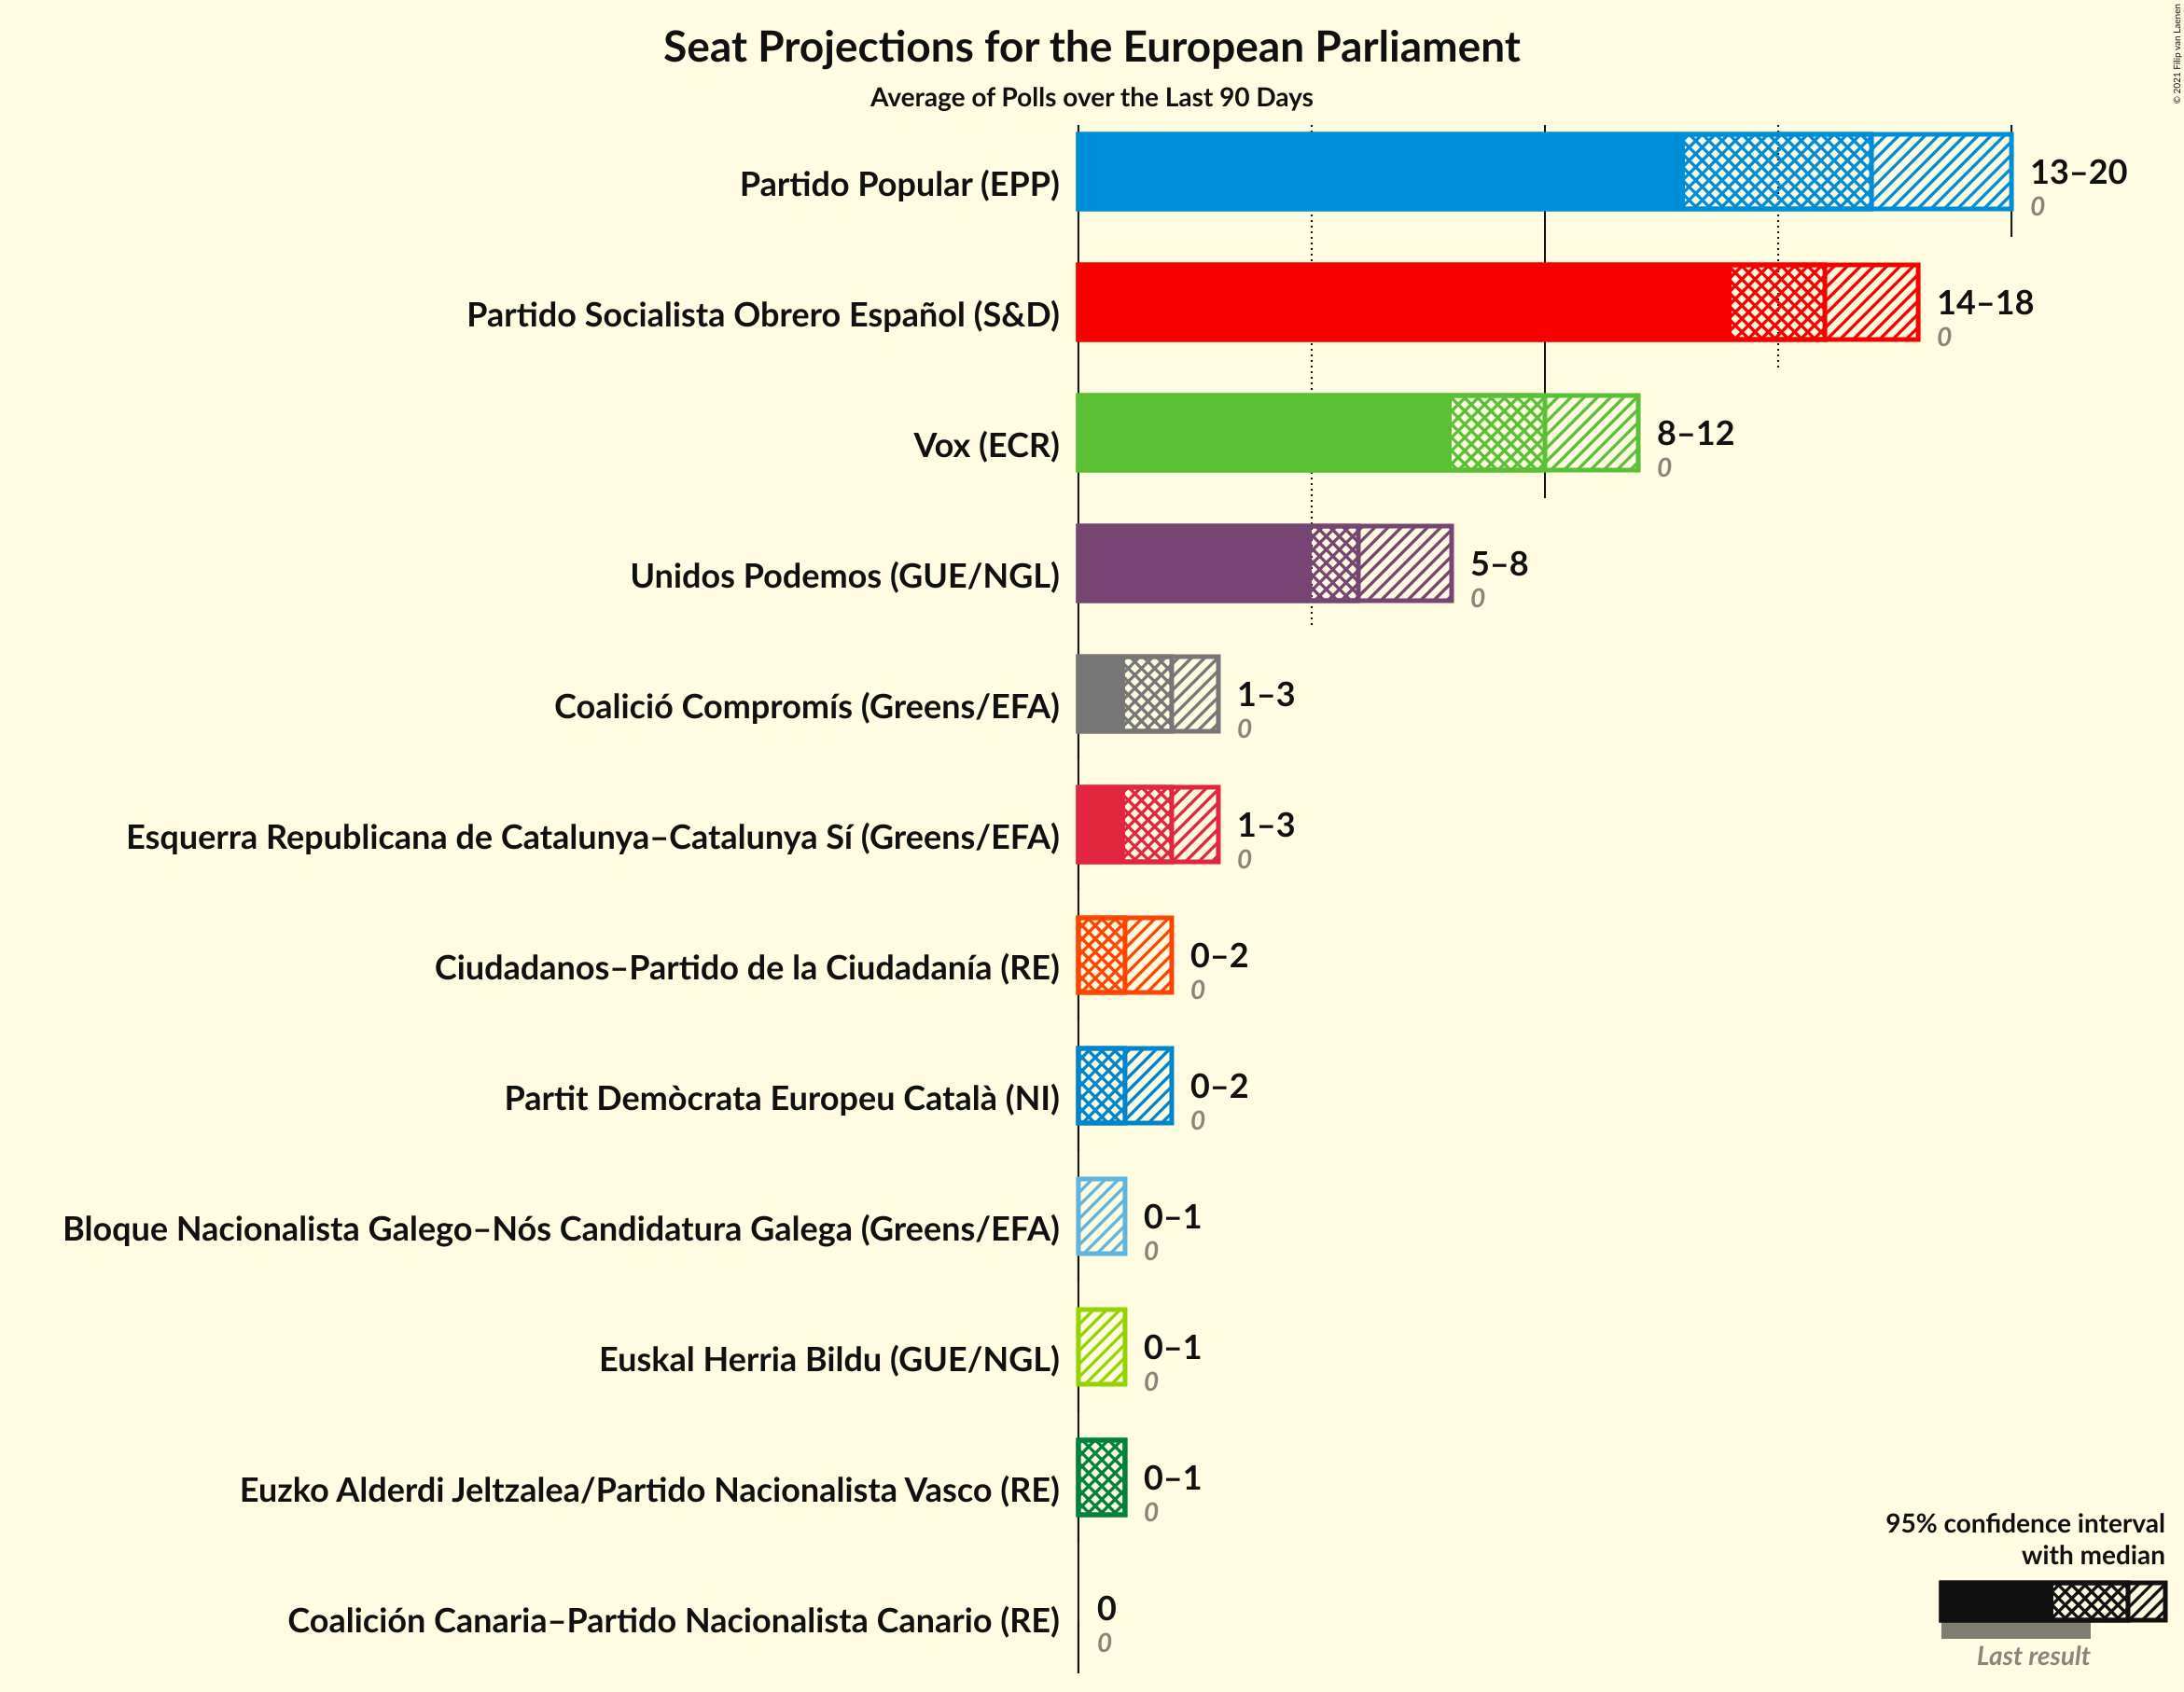 © 2021 Filip van Laenen
Seat Projections for the European Parliament
Average of Polls over the Last 90 Days
Partido Popular (EPP)
13–20
0
Partido Socialista Obrero Español (S&D)
14–18
0
Vox (ECR)
8–12
0
Unidos Podemos (GUE/NGL)
5–8
0
Coalició Compromís (Greens/EFA)
1–3
0
Esquerra Republicana de Catalunya–Catalunya Sí (Greens/EFA)
1–3
0
Ciudadanos–Partido de la Ciudadanía (RE)
0–2
0
Partit Demòcrata Europeu Català (NI)
0–2
0
Bloque Nacionalista Galego–Nós Candidatura Galega (Greens/EFA)
0–1
0
Euskal Herria Bildu (GUE/NGL)
0–1
0
Euzko Alderdi Jeltzalea/Partido Nacionalista Vasco (RE)
0–1
0
Coalición Canaria–Partido Nacionalista Canario (RE)
0
0
95% confidence interval
with median
Last result